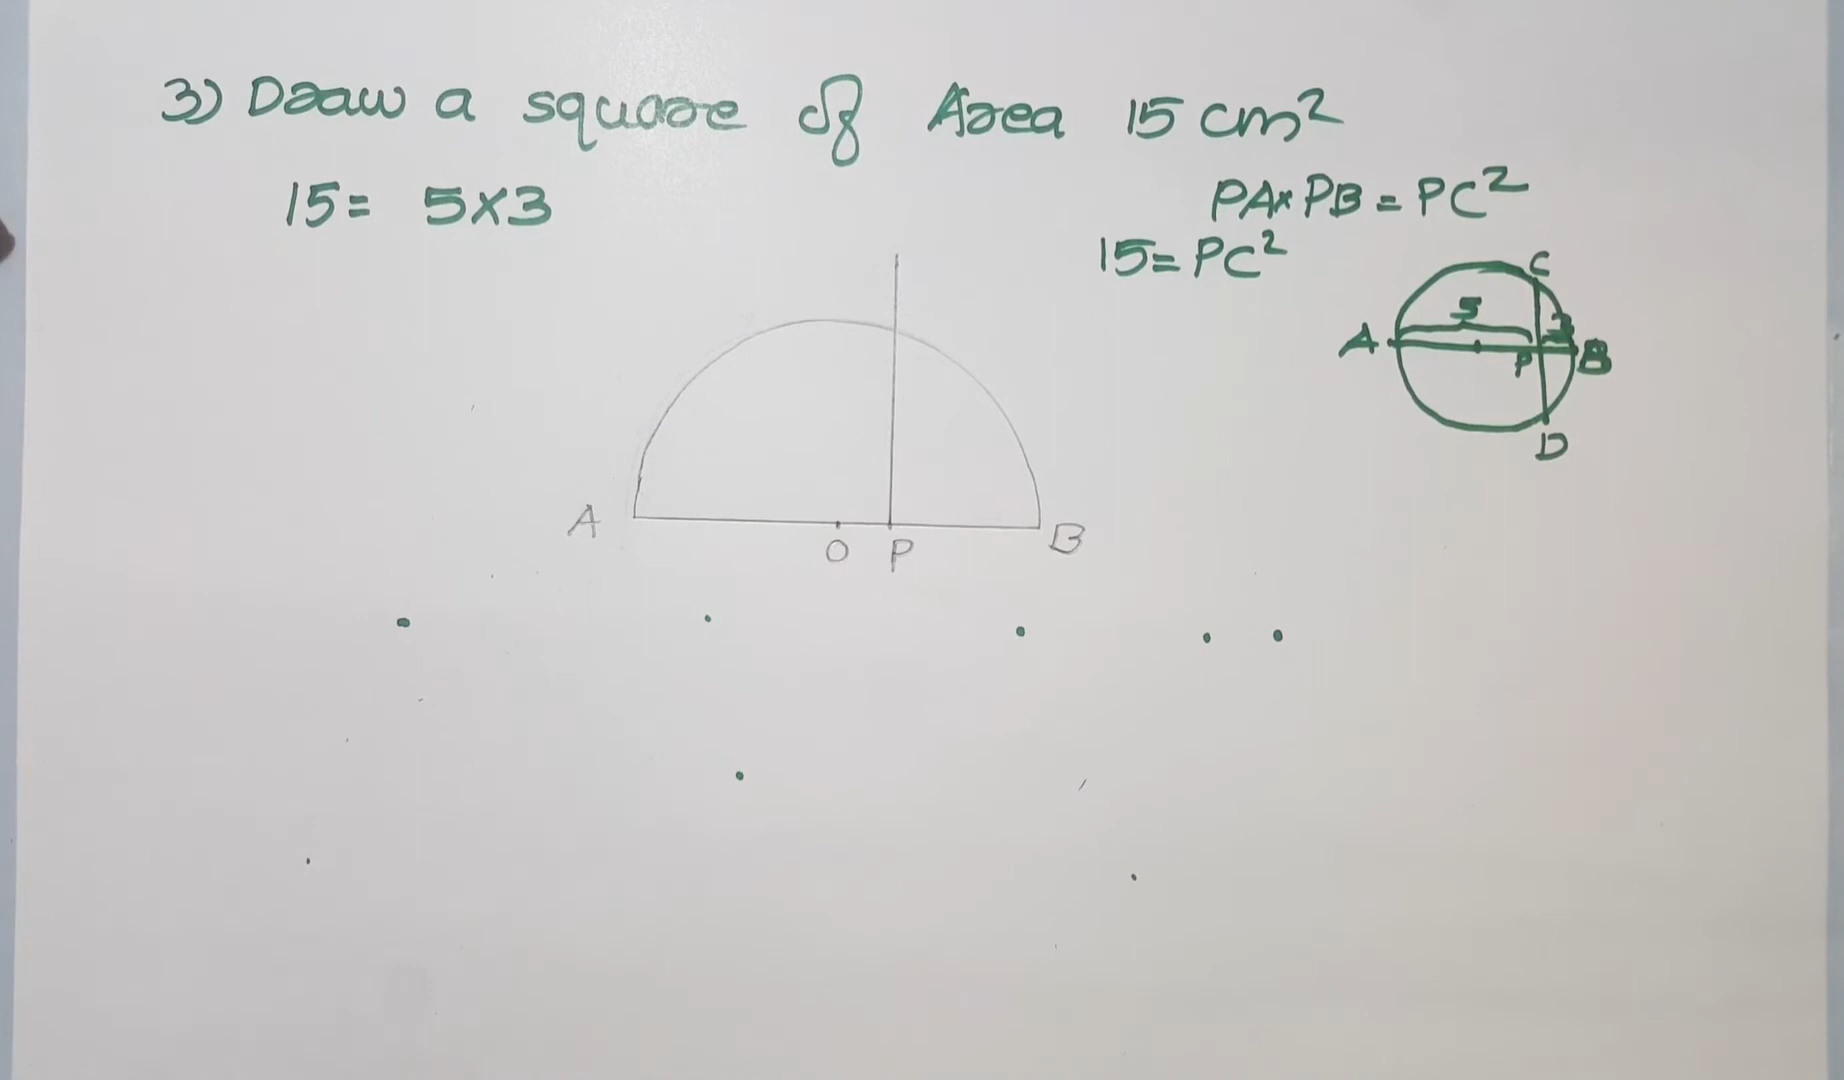 3) Draw a square of Area 15 cm²
15 = 5×3
PA×PB = PC²
15 = PC²
C
5 3
A P B
D
A O P B